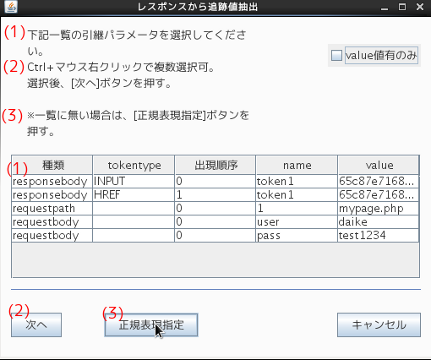 レスポンスから追跡値抽出
(1) 下記一覧の引継パラメータを選択してくださ
い。
value値有のみ
(2) Ctrl+マウス右クリックで複数選択可。
選択後、[次へ]ボタンを押す。
(3) ※一覧に無い場合は、[正規表現指定]ボタンを
押す。
(1)
種類 tokentype 出現順序 name value
responsebody INPUT 0 token1 65c87e7168...
responsebody HREF 1 token1 65c87e7168...
requestpath 0 1 mypage.php
requestbody 0 user daike
requestbody 0 pass test1234
(2) (3)
次へ 正規表現指定 キャンセル